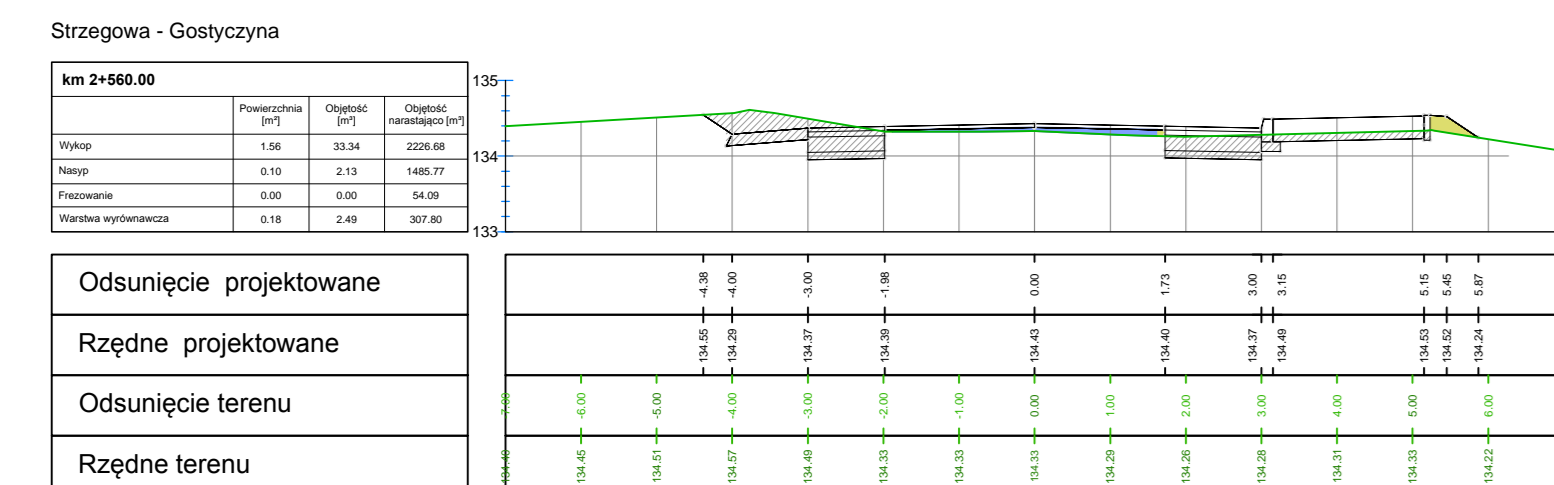 Strzegowa - Gostyczyna
km 2+560.00
Powierzchnia [m²] Objętość [m³] Objętość narastająco [m³]
Wykop 1.56 33.34 2226.68
Nasyp 0.10 2.13 1485.77
Frezowanie 0.00 0.00 54.09
Warstwa wyrównawcza 0.18 2.49 307.80
135
134
133
Odsunięcie projektowane -4.38 -4.00 -3.00 -1.98 0.00 1.73 3.00 3.15 5.15 5.45 5.87
Rzędne projektowane 134.55 134.29 134.37 134.39 134.43 134.40 134.37 134.49 134.53 134.52 134.24
Odsunięcie terenu -7.00 -6.00 -5.00 -4.00 -3.00 -2.00 -1.00 0.00 1.00 2.00 3.00 4.00 5.00 6.00
Rzędne terenu 134.40 134.45 134.51 134.57 134.49 134.33 134.33 134.33 134.29 134.26 134.28 134.31 134.33 134.22